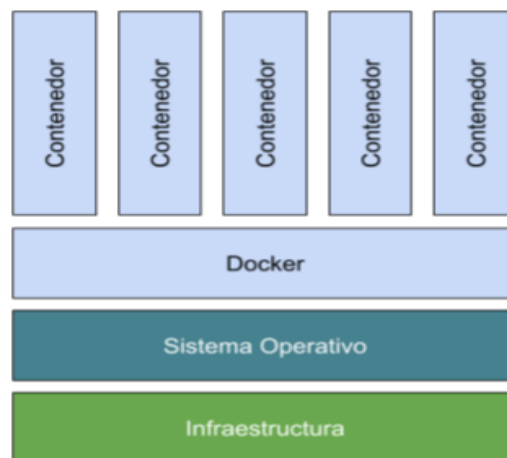 Contenedor
Contenedor
Contenedor
Contenedor
Contenedor
Docker
Sistema Operativo
Infraestructura